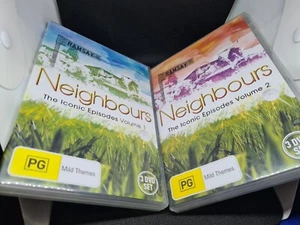 RAMSAY
Neighbours
The Iconic Episodes Volume 1
PG
Mild Themes
3 DVD
SET
RAMSAY
Neighbours
The Iconic Episodes Volume 2
PG
Mild Themes
3 DVD
SET